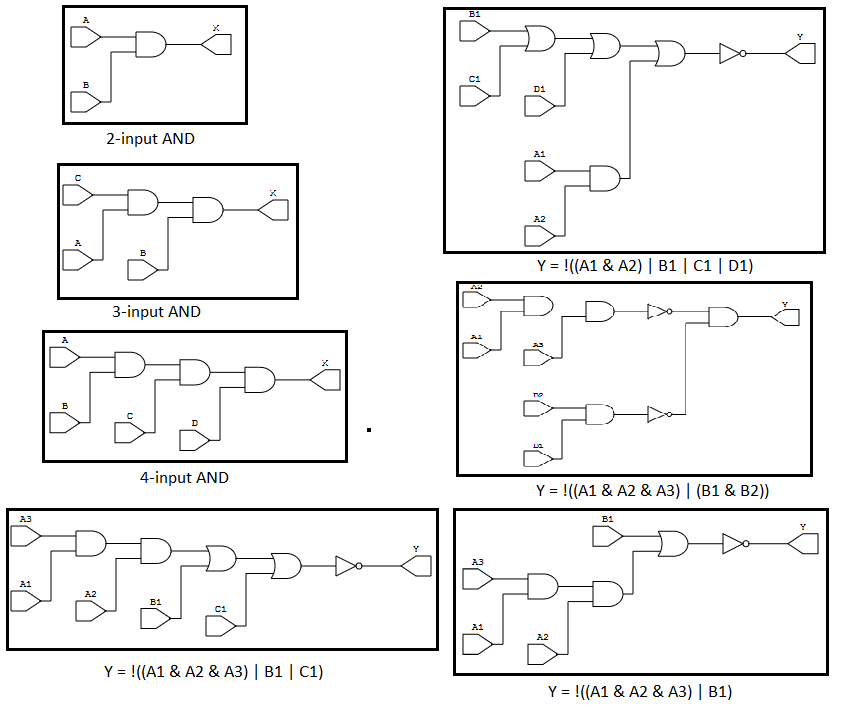 A
X
B
2-input AND
C
X
A
B
3-input AND
A
X
B
C
D
4-input AND
A3
Y
A1
A2
B1
C1
Y = !((A1 & A2 & A3) | B1 | C1)
B1
Y
C1
D1
A1
A2
Y = !((A1 & A2) | B1 | C1 | D1)
A2
Y
A1
A3
B2
B1
Y = !((A1 & A2 & A3) | (B1 & B2))
B1
Y
A3
A1
A2
Y = !((A1 & A2 & A3) | B1)